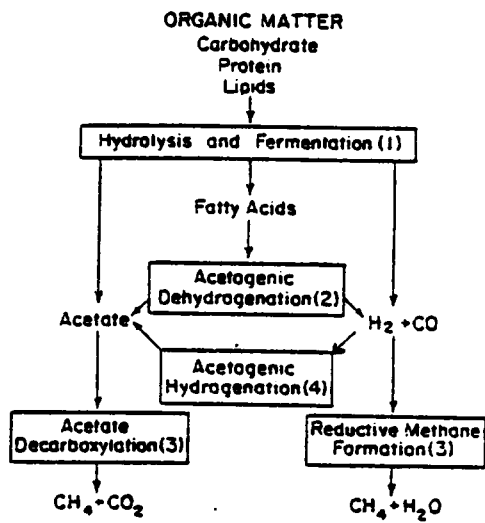 ORGANIC MATTER
Carbohydrate
Protein
Lipids
Hydrolysis and Fermentation (1)
Fatty Acids
Acetogenic
Dehydrogenation (2)
Acetate
H₂ + CO
Acetogenic
Hydrogenation (4)
Acetate
Decarboxylation (3)
Reductive Methane
Formation (3)
CH₄ + CO₂
CH₄ + H₂O